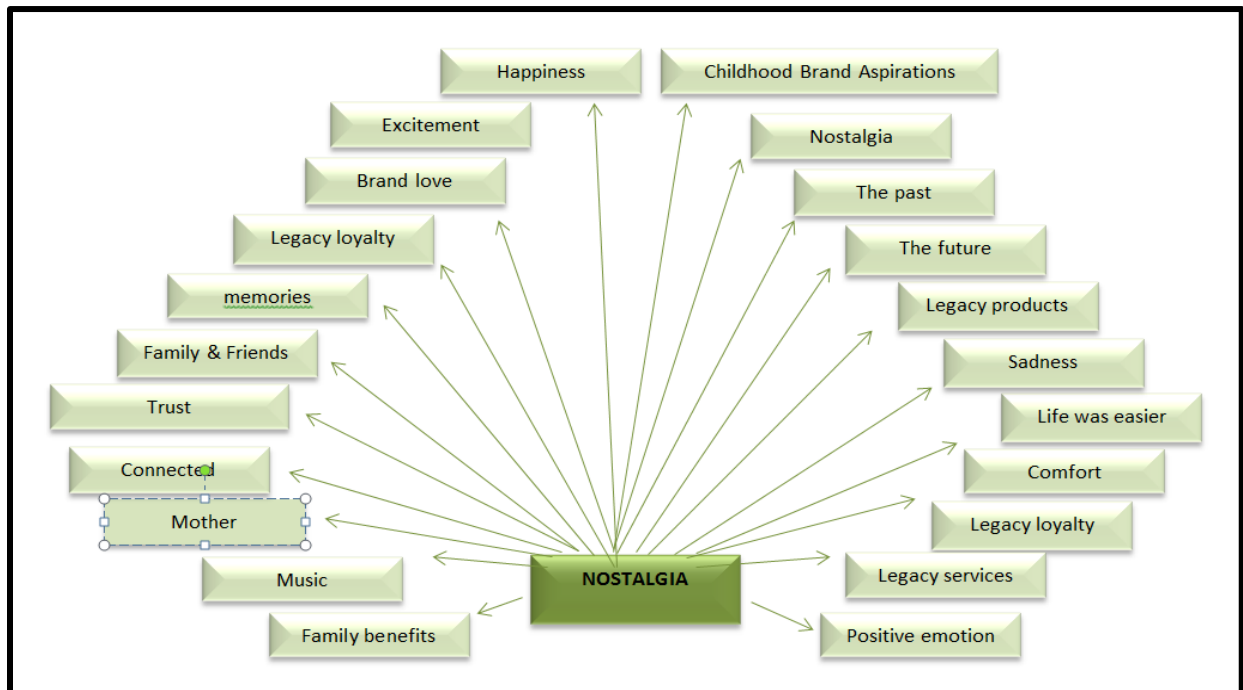 Happiness
Childhood Brand Aspirations
Excitement
Nostalgia
Brand love
The past
Legacy loyalty
The future
memories
Legacy products
Family & Friends
Sadness
Trust
Life was easier
Connected
Comfort
Mother
Legacy loyalty
Music
NOSTALGIA
Legacy services
Family benefits
Positive emotion